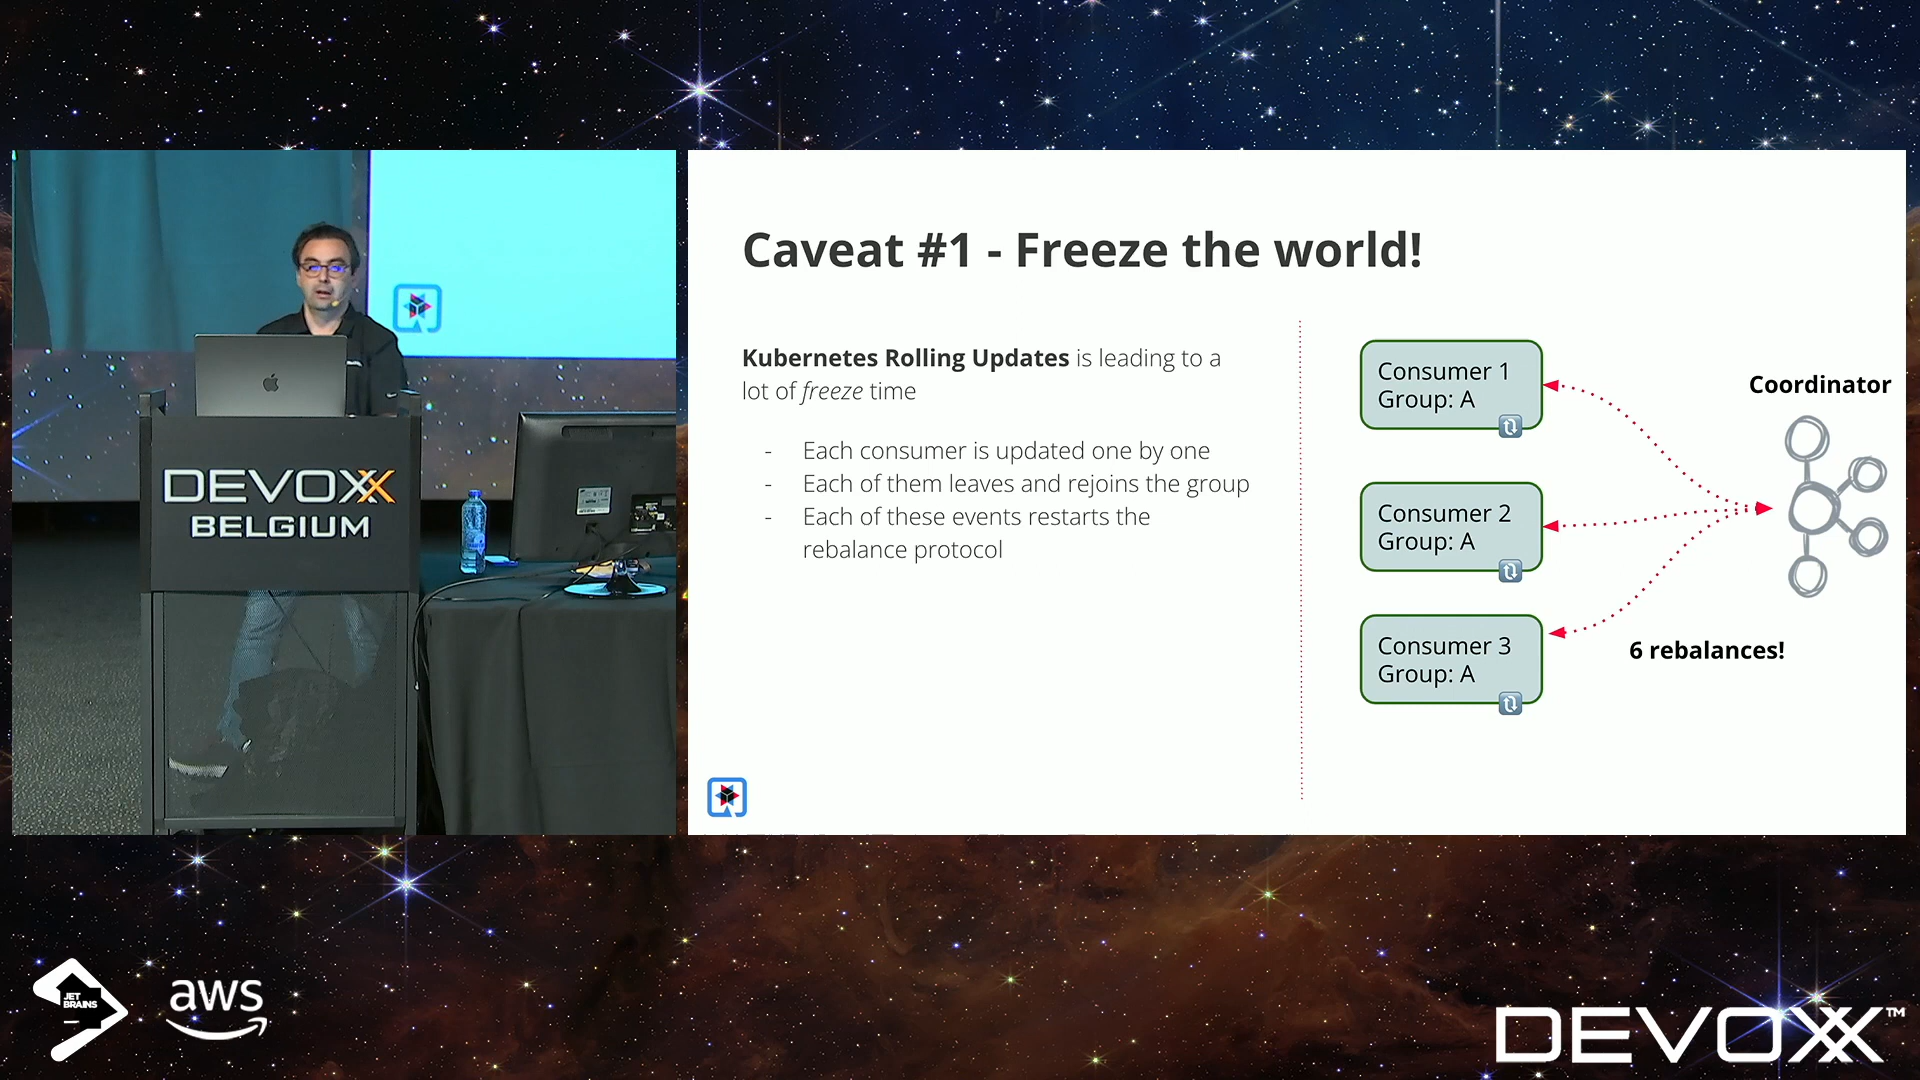 Caveat #1 - Freeze the world!
Kubernetes Rolling Updates is leading to a
lot of freeze time
- Each consumer is updated one by one
- Each of them leaves and rejoins the group
- Each of these events restarts the
rebalance protocol
Consumer 1
Group: A
Consumer 2
Group: A
Consumer 3
Group: A
Coordinator
6 rebalances!
DEVOXX
BELGIUM
JET
BRAINS
aws
DEVOXX™